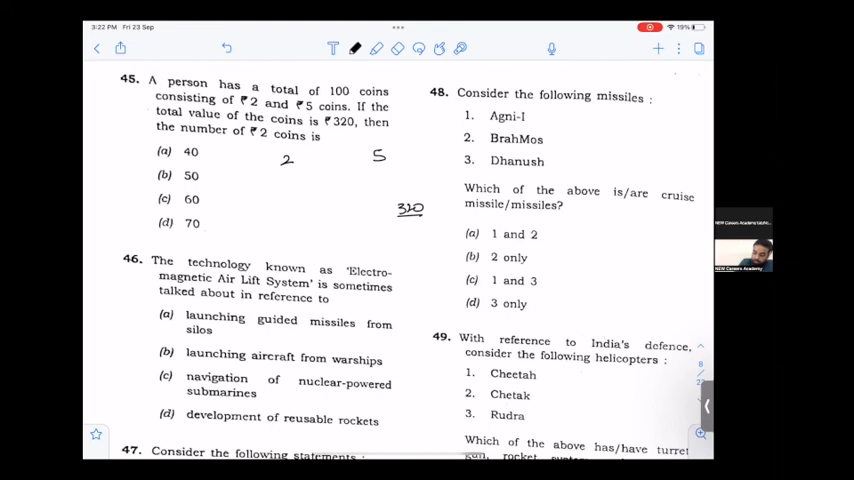 3:22 PM Fri 23 Sep
19%
45. A person has a total of 100 coins
consisting of ₹2 and ₹5 coins. If the
total value of the coins is ₹320, then
the number of ₹2 coins is
(a) 40
(b) 50
(c) 60
(d) 70
2 5
320
46. The technology known as 'Electro-
magnetic Air Lift System' is sometimes
talked about in reference to
(a) launching guided missiles from
silos
(b) launching aircraft from warships
(c) navigation of nuclear-powered
submarines
(d) development of reusable rockets
47. Consider the following statements :
48. Consider the following missiles :
1. Agni-I
2. BrahMos
3. Dhanush
Which of the above is/are cruise
missile/missiles?
(a) 1 and 2
(b) 2 only
(c) 1 and 3
(d) 3 only
49. With reference to India's defence,
consider the following helicopters :
1. Cheetah
2. Chetak
3. Rudra
Which of the above has/have turret
gun, rocket
8
/
NEW Careers Academy
NEW Careers Academy